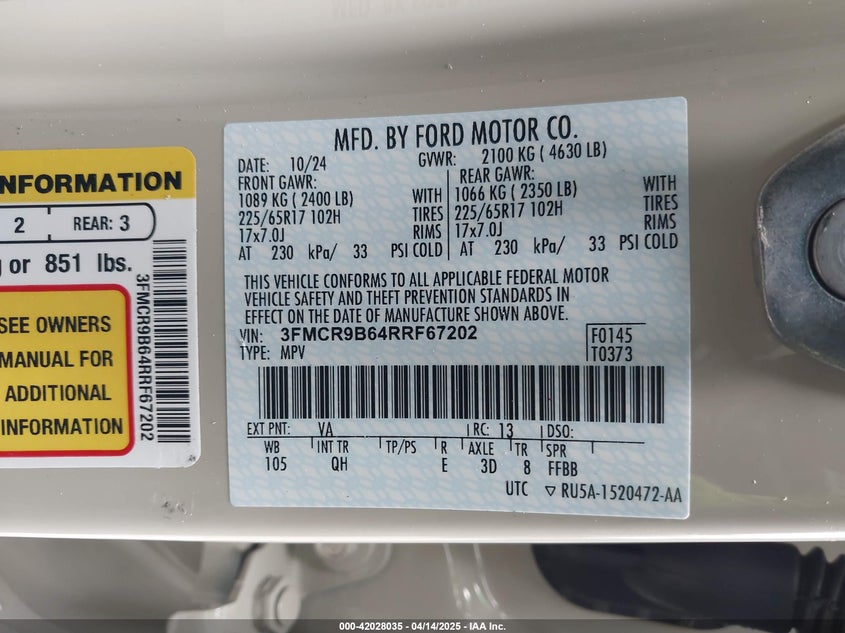 NFORMATION
2 REAR: 3
or 851 lbs.
SEE OWNERS
MANUAL FOR
ADDITIONAL
INFORMATION
3FMCR9B64RRF67202
MFD. BY FORD MOTOR CO.
DATE: 10/24 GVWR: 2100 KG ( 4630 LB)
FRONT GAWR: REAR GAWR:
1089 KG ( 2400 LB) WITH 1066 KG ( 2350 LB) WITH
225/65R17 102H TIRES 225/65R17 102H TIRES
17x7.0J RIMS 17x7.0J RIMS
AT 230 kPa/ 33 PSI COLD AT 230 kPa/ 33 PSI COLD
THIS VEHICLE CONFORMS TO ALL APPLICABLE FEDERAL MOTOR
VEHICLE SAFETY AND THEFT PREVENTION STANDARDS IN
EFFECT ON THE DATE OF MANUFACTURE SHOWN ABOVE.
VIN: 3FMCR9B64RRF67202 F0145
TYPE: MPV T0373
EXT PNT: VA RC: 13 DSO:
WB INT TR TP/PS R AXLE TR SPR
105 QH E 3D 8 FFBB
UTC ▽ RU5A-1520472-AA
000-42028035 - 04/14/2025 - IAA Inc.